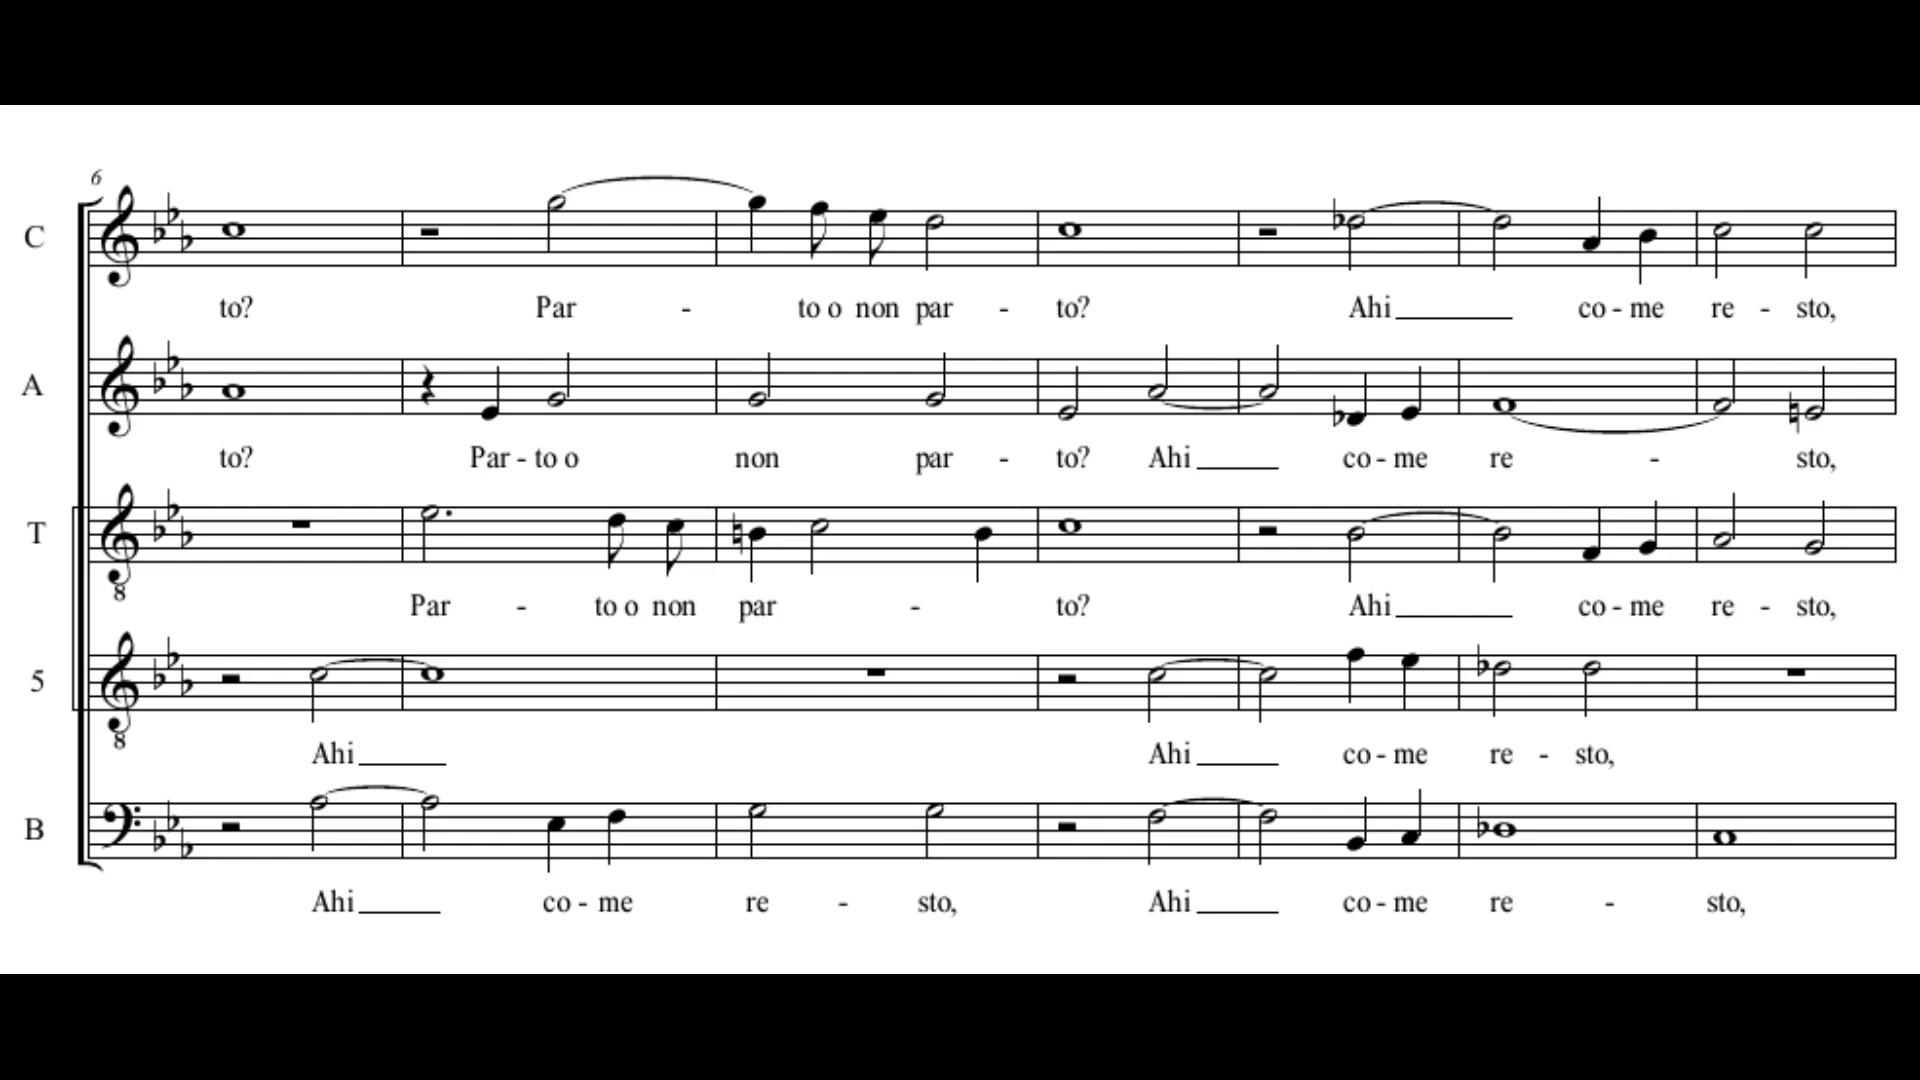 6
C
to? Par - to o non par - to? Ahi co - me re - sto,
A
to? Par - to o non par - to? Ahi co - me re - sto,
T
8
Par - to o non par - to? Ahi co - me re - sto,
5
8
Ahi Ahi co - me re - sto,
B
Ahi co - me re - sto, Ahi co - me re - sto,